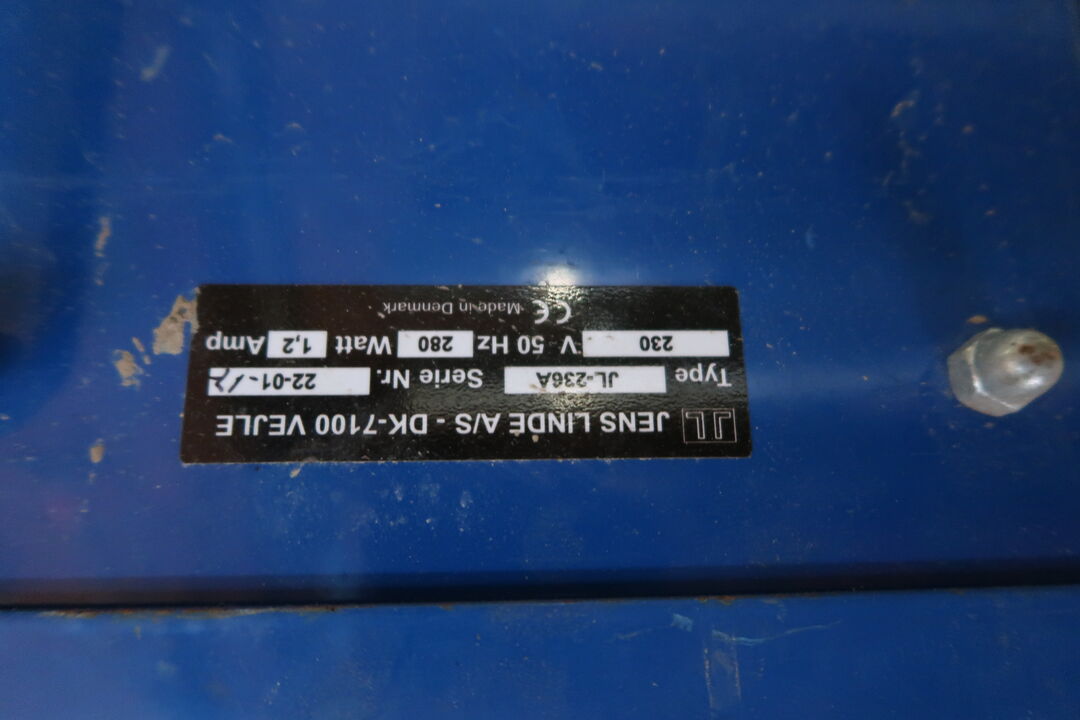 JL JENS LINDE A/S - DK-7100 VEJLE
Type JL-236A Serie Nr. 22-01-
230 V 50 Hz 280 Watt 1,2 Amp
CE Made in Denmark